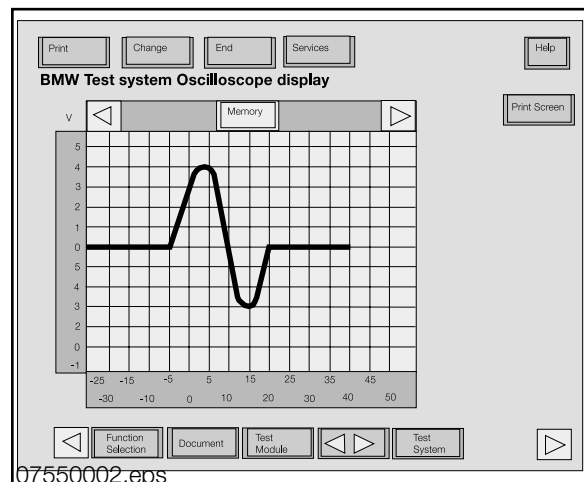 Print Change End Services Help
BMW Test system Oscilloscope display
Print Screen
V Memory
5
4
3
2
1
0
4
3
2
0
-1
-25 -15 -5 5 15 25 35 45
-30 -10 0 10 20 30 40 50
Function Selection Document Test Module Test System
07550002.eps